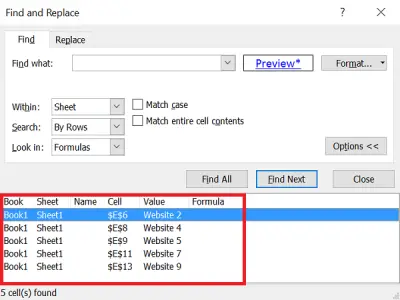 Find and Replace
Find Replace
Find what: Preview* Format...
Within: Sheet Match case
Search: By Rows Match entire cell contents
Look in: Formulas Options <<
Find All Find Next Close
Book Sheet Name Cell Value Formula
Book1 Sheet1 $E$6 Website 2
Book1 Sheet1 $E$8 Website 4
Book1 Sheet1 $E$9 Website 5
Book1 Sheet1 $E$11 Website 7
Book1 Sheet1 $E$13 Website 9
5 cell(s) found